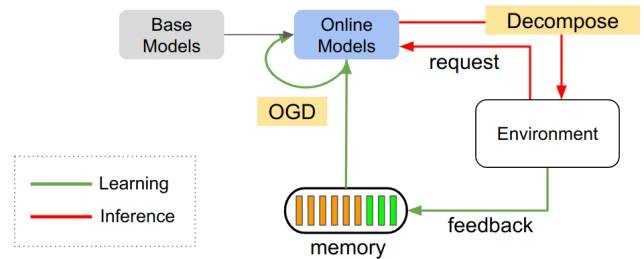 Base
Models
Online
Models
Decompose
request
OGD
Environment
Learning
Inference
feedback
memory